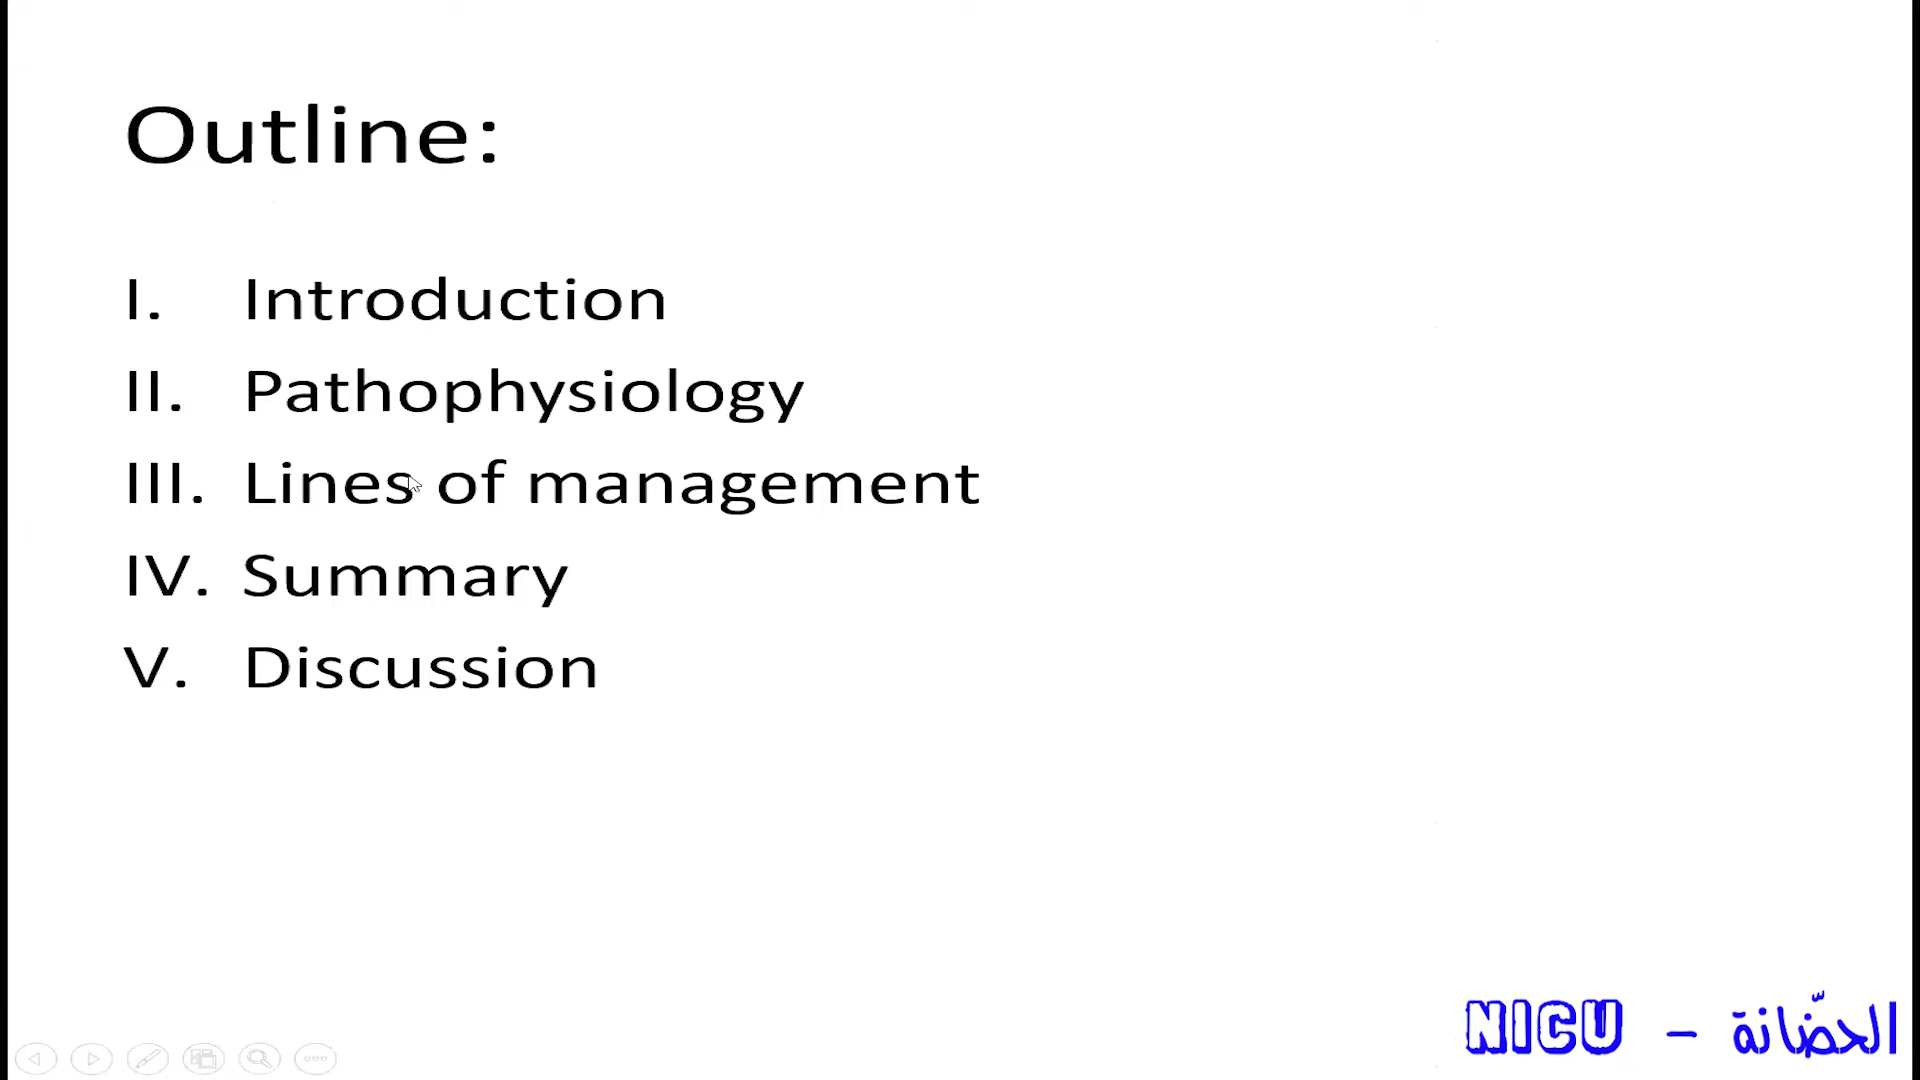 Outline:
I. Introduction
II. Pathophysiology
III. Lines of management
IV. Summary
V. Discussion
NICU – الحضّانة